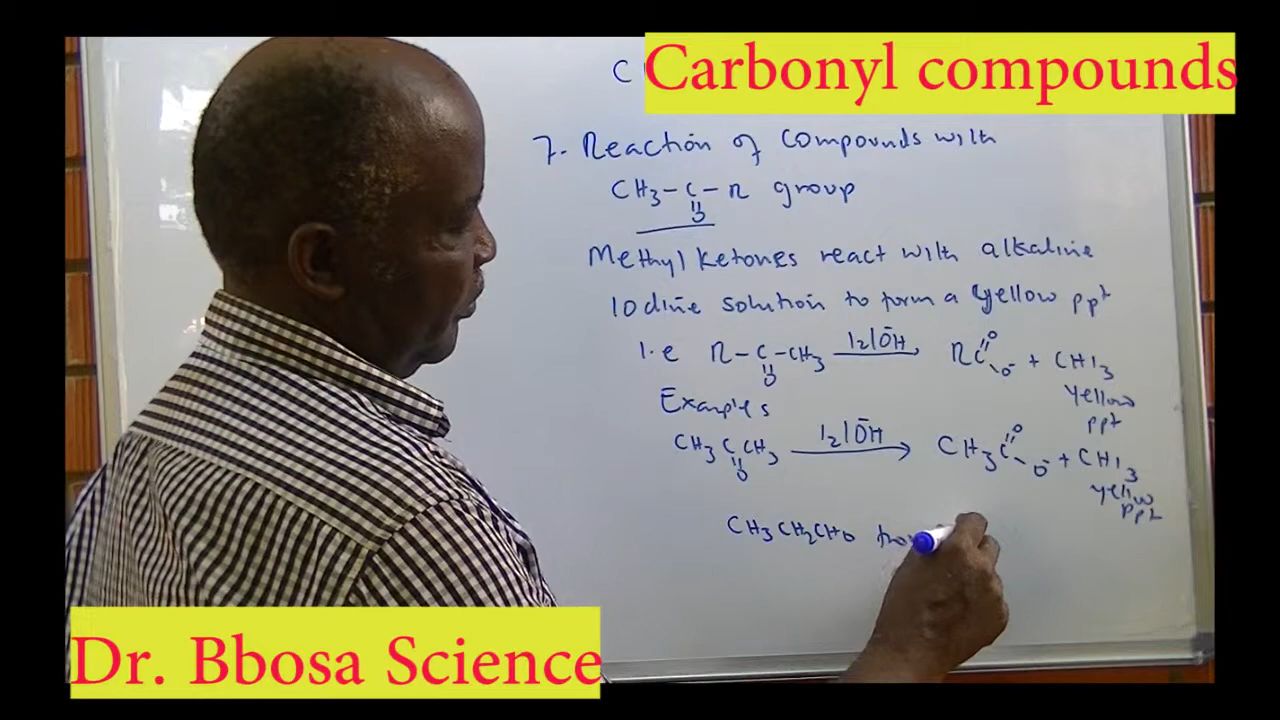 Carbonyl compounds
C
7. Reaction of compounds with
CH3-C-R group
O
Methyl ketones react with alkaline
Iodine solution to form a yellow ppt
i.e R-C-CH3 I2/OH- RC=O O- + CHI3
O
yellow
ppt
Examples
CH3CCH3 I2/OH- CH3C=O O- + CHI3
O
yellow
ppt
CH3CH2CHO
Dr. Bbosa Science